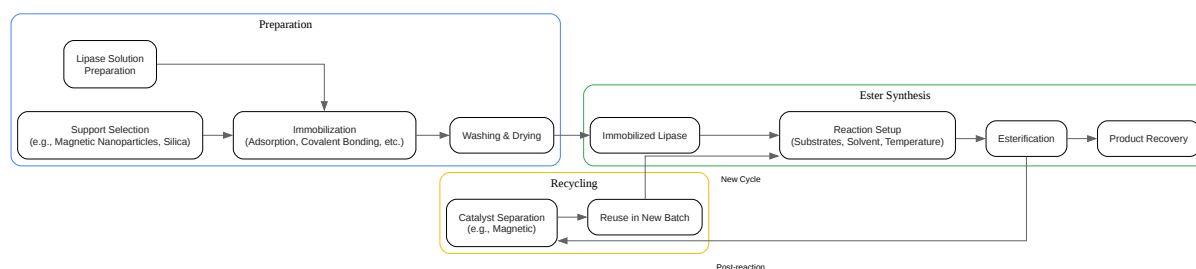 Preparation
Lipase Solution
Preparation
Support Selection
(e.g., Magnetic Nanoparticles, Silica)
Immobilization
(Adsorption, Covalent Bonding, etc.)
Washing & Drying
Ester Synthesis
Immobilized Lipase
Reaction Setup
(Substrates, Solvent, Temperature)
Esterification
Product Recovery
New Cycle
Recycling
Catalyst Separation
(e.g., Magnetic)
Reuse in New Batch
Post-reaction